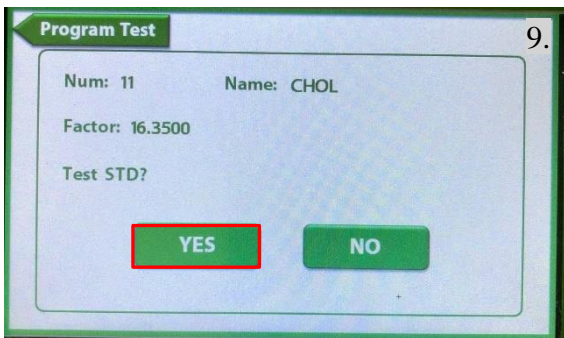 Program Test
9.
Num: 11 Name: CHOL
Factor: 16.3500
Test STD?
YES NO